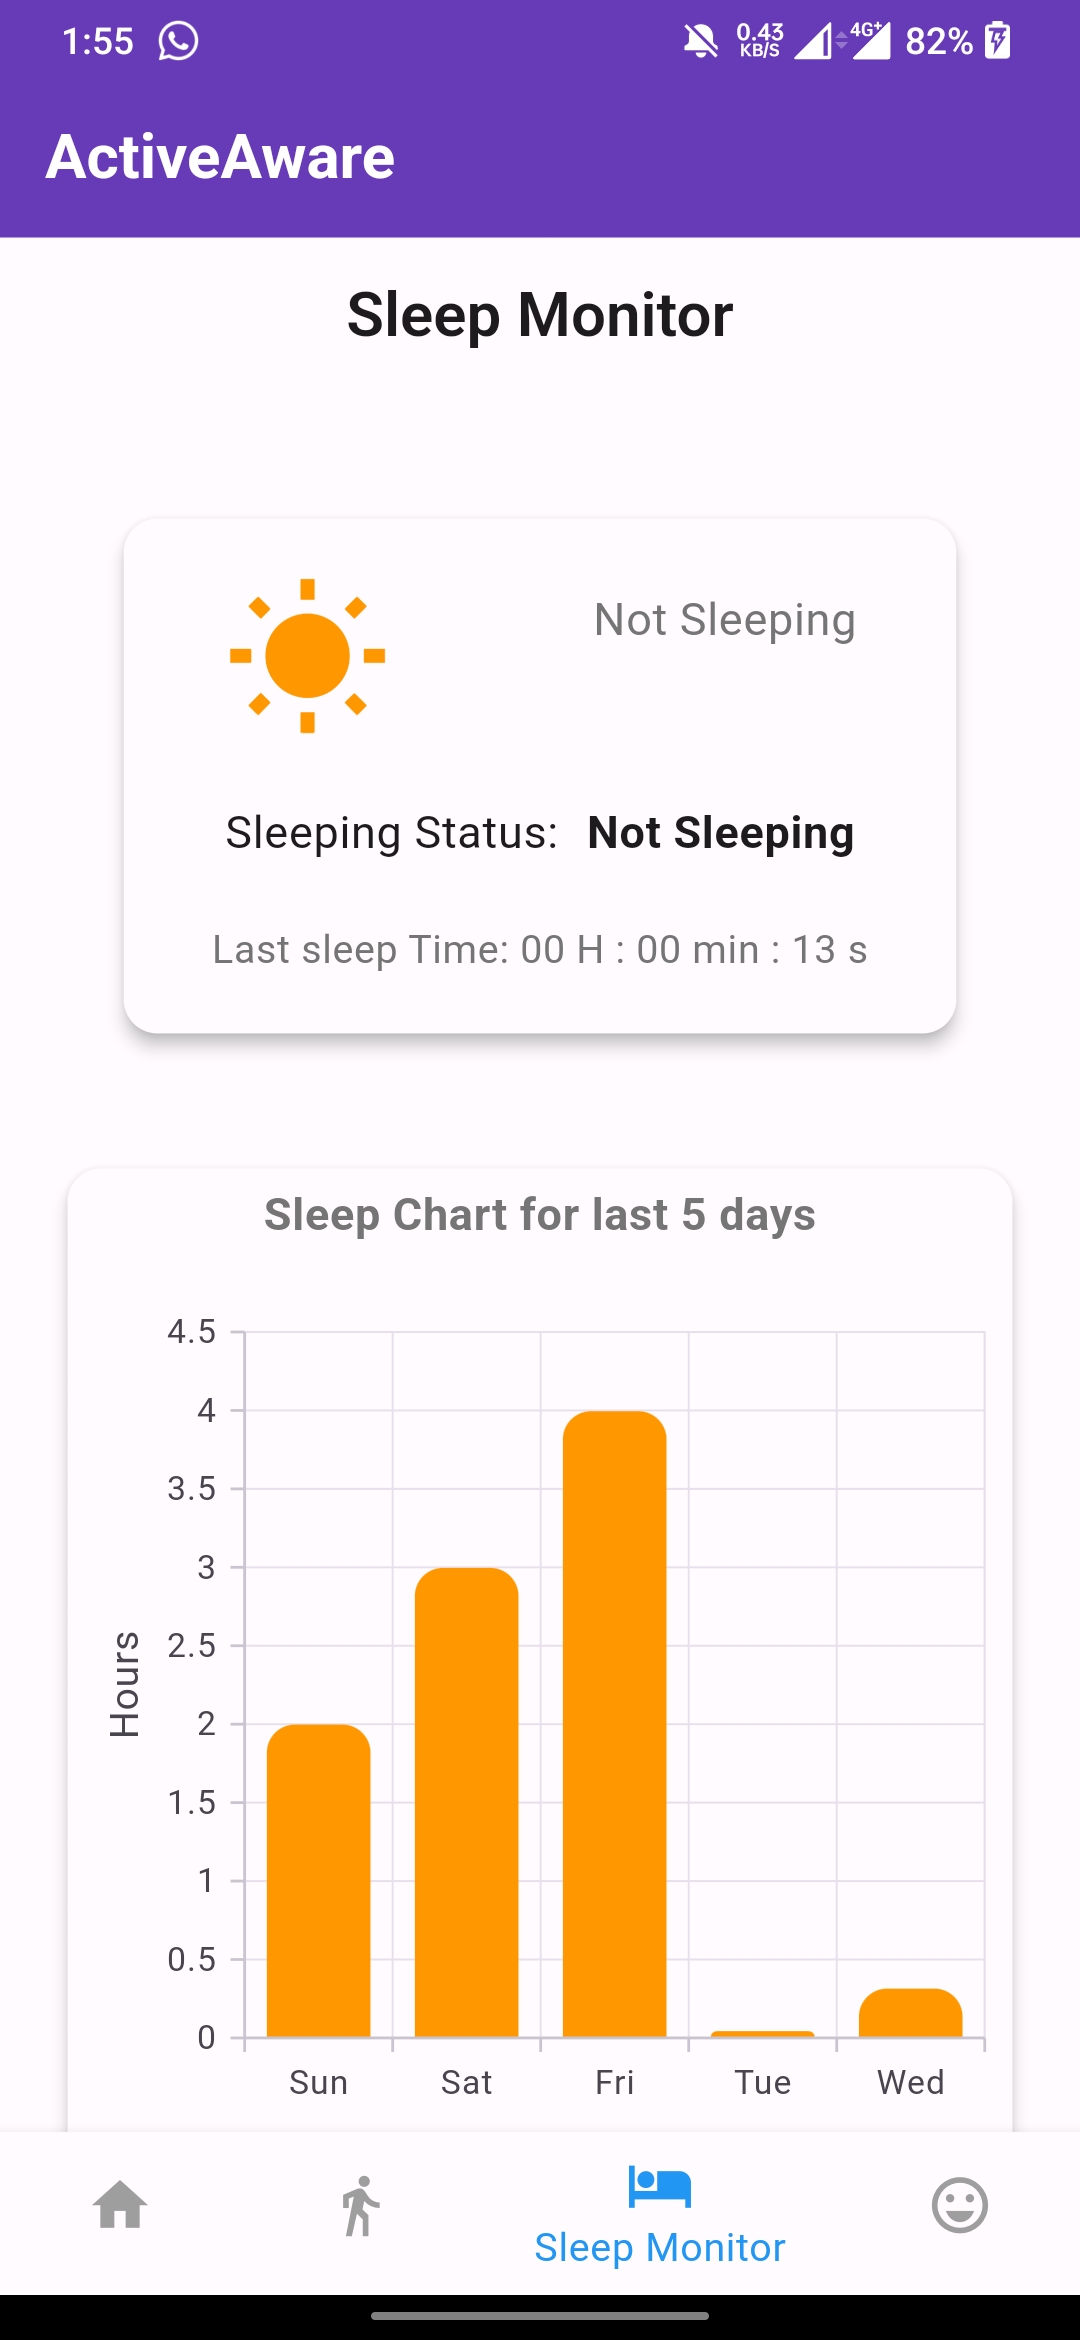 1:55 0.43 KB/S 4G+ 82%
ActiveAware
Sleep Monitor
Not Sleeping
Sleeping Status: Not Sleeping
Last sleep Time: 00 H : 00 min : 13 s
Sleep Chart for last 5 days
4.5
4
3.5
3
2.5
2
1.5
1
0.5
0
Hours
Sun Sat Fri Tue Wed
Sleep Monitor